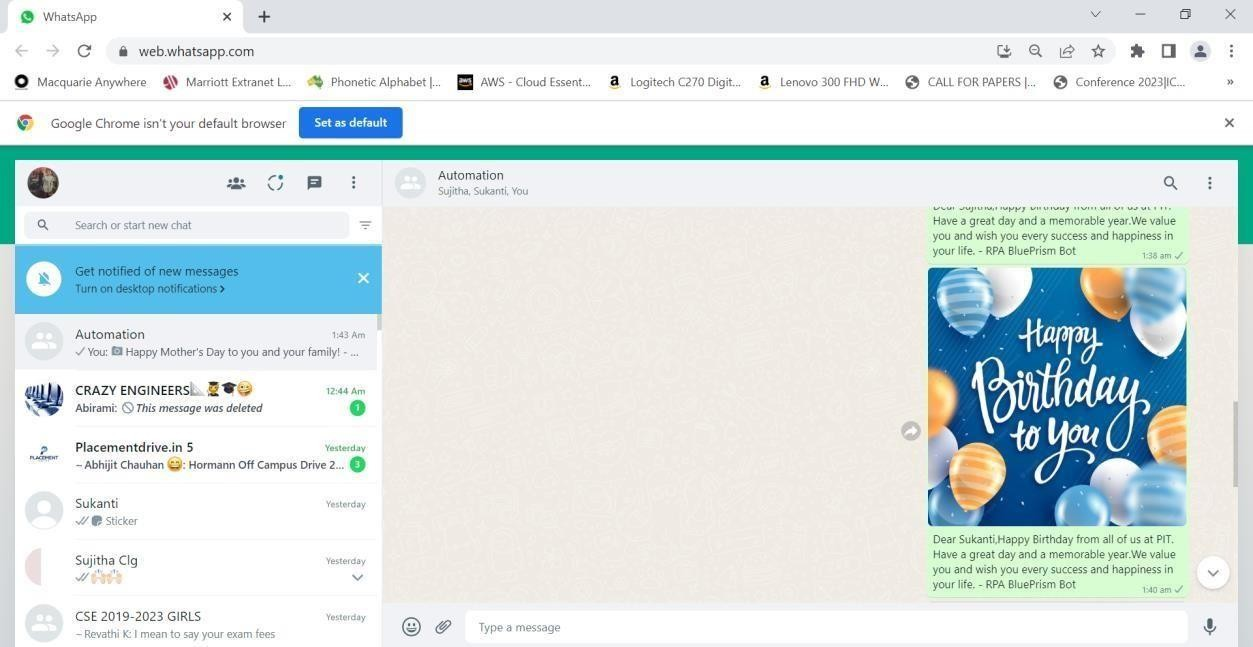 WhatsApp
web.whatsapp.com
Macquarie Anywhere
Marriott Extranet L...
Phonetic Alphabet |...
aws
AWS - Cloud Essent...
Logitech C270 Digit...
Lenovo 300 FHD W...
CALL FOR PAPERS |...
Conference 2023|IC...
»
Google Chrome isn't your default browser
Set as default
Search or start new chat
Get notified of new messages
Turn on desktop notifications
Automation
1:43 Am
You: 📷 Happy Mother's Day to you and your family! - ...
CRAZY ENGINEERS📐👩‍🎓🎓😜
12:44 Am
Abirami: 🚫 This message was deleted
1
Placementdrive.in 5
Yesterday
PLACEMENT
~ Abhijit Chauhan 😄: Hormann Off Campus Drive 2...
3
Sukanti
Yesterday
Sticker
Sujitha Clg
Yesterday
🙌🏻🙌🏻
CSE 2019-2023 GIRLS
Yesterday
~ Revathi K: I mean to say your exam fees
Automation
Sujitha, Sukanti, You
Dear Sujitha,Happy Birthday from all of us at PIT.
Have a great day and a memorable year.We value
you and wish you every success and happiness in
your life. - RPA BluePrism Bot
1:38 am
Happy
Birthday
to You
Dear Sukanti,Happy Birthday from all of us at PIT.
Have a great day and a memorable year.We value
you and wish you every success and happiness in
your life. - RPA BluePrism Bot
1:40 am
Type a message